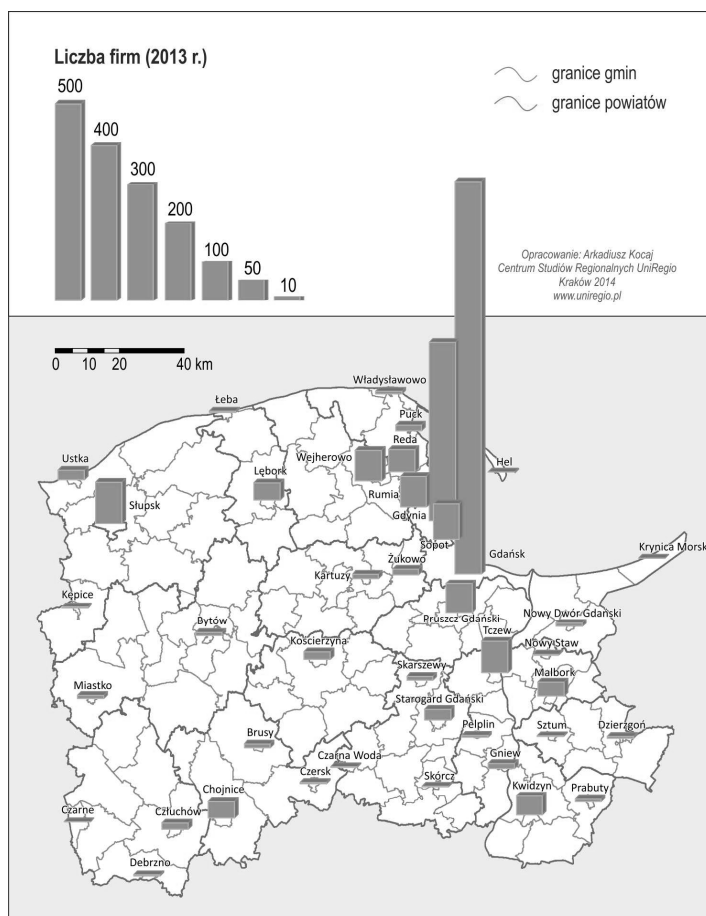 Liczba firm (2013 r.)
500
400
300
200
100
50
10
granice gmin
granice powiatów
Opracowanie: Arkadiusz Kocaj
Centrum Studiów Regionalnych UniRegio
Kraków 2014
www.uniregio.pl
0 10 20 40 km
Władysławowo
Łeba
Puck
Reda
Wejherowo
Hel
Ustka
Lębork
Rumia
Słupsk
Gdynia
Sopot
Gdańsk
Krynica Morsk
Żukowo
Kartuzy
Kępice
Pruszcz Gdański
Nowy Dwór Gdański
Bytów
Tczew
Kościerzyna
Nowy Staw
Skarszewy
Malbork
Miastko
Starogard Gdański
Pelplin
Sztum
Dzierzgoń
Brusy
Czarna Woda
Gniew
Czersk
Skórcz
Chojnice
Kwidzyn
Prabuty
Czarne
Człuchów
Debrzno